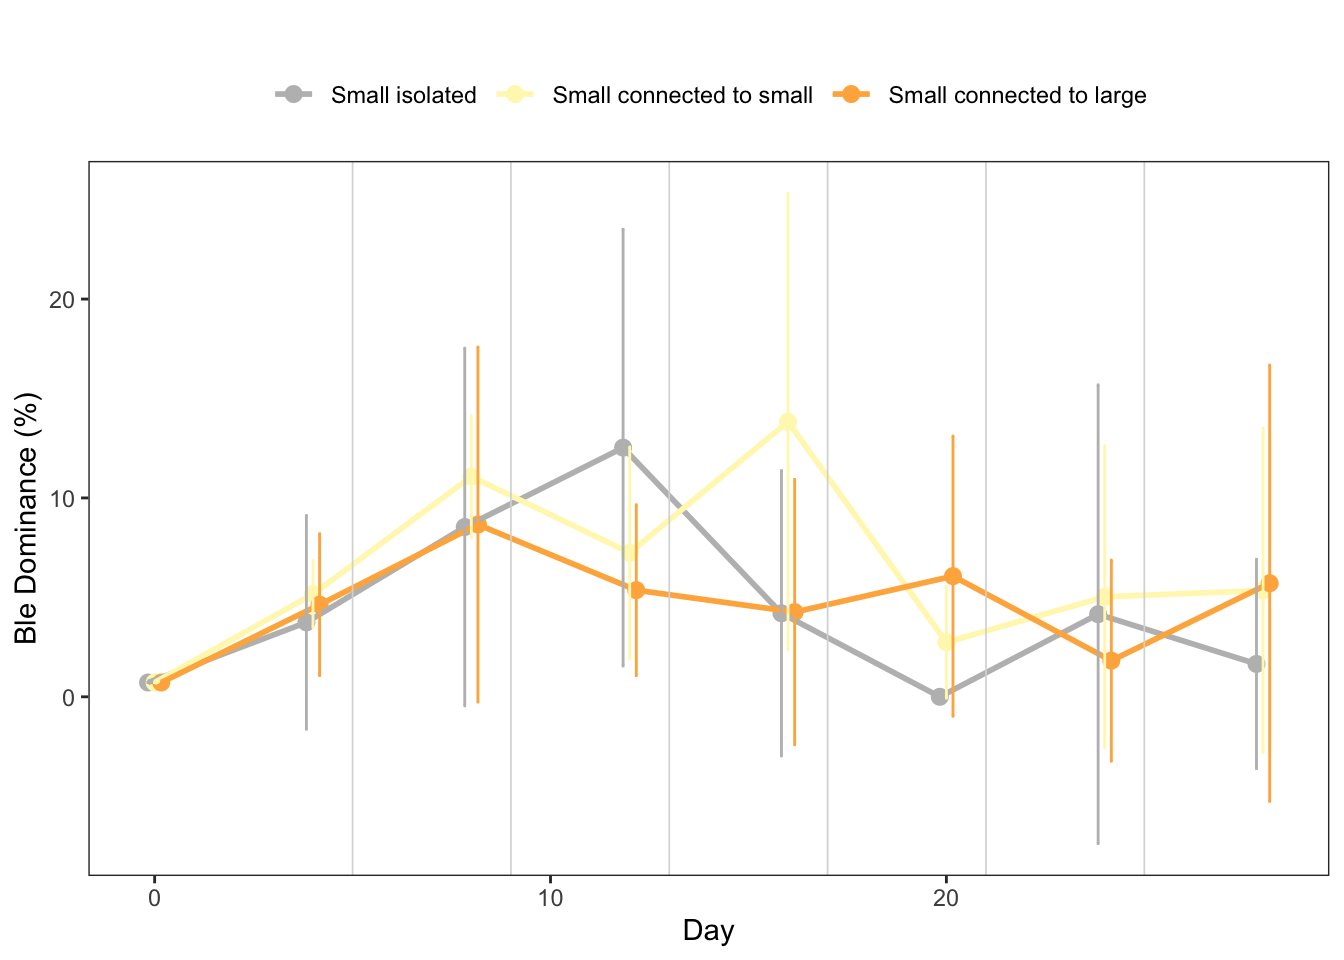 Small isolated Small connected to small Small connected to large
Ble Dominance (%)
20
10
0
0 10 20
Day